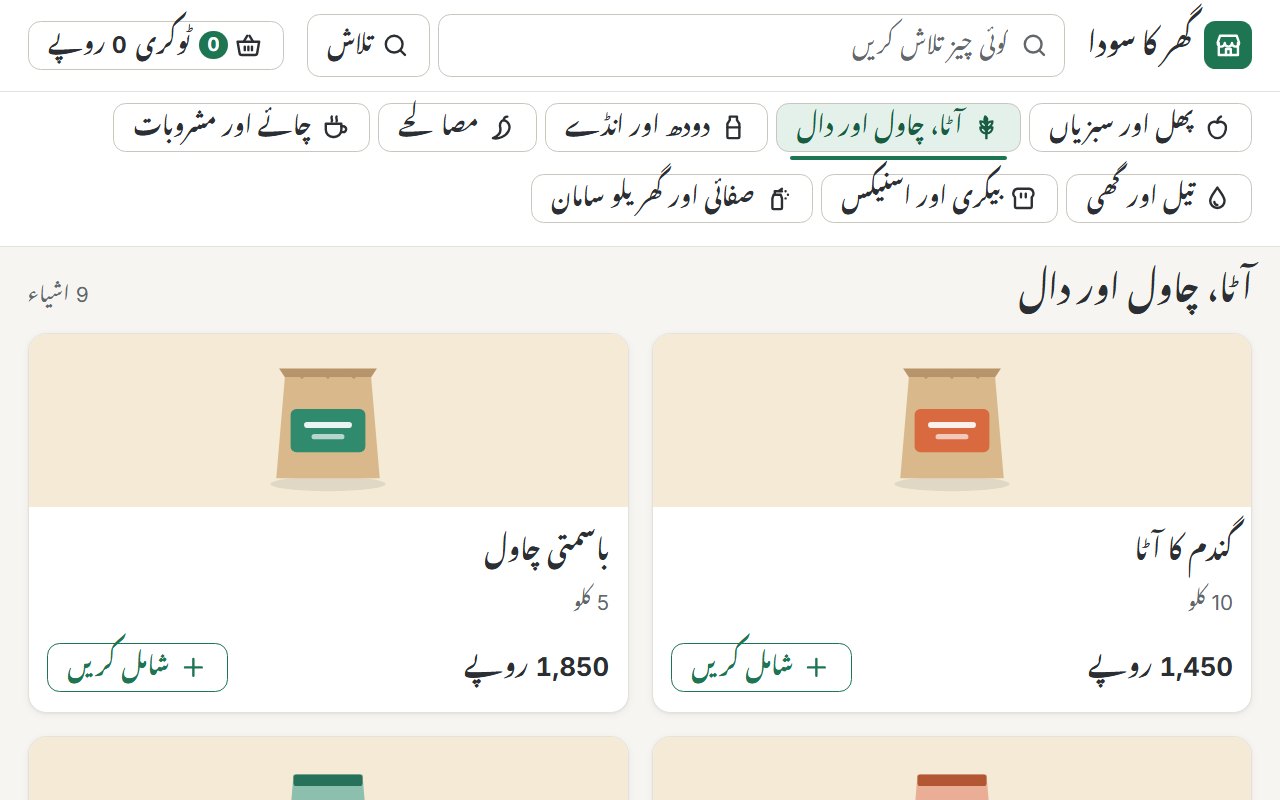 گھر کا سودا
کوئی چیز تلاش کریں
تلاش
ٹوکری 0 0 روپے
پھل اور سبزیاں
آٹا، چاول اور دال
دودھ اور انڈے
مصالحے
چائے اور مشروبات
تیل اور گھی
بیکری اور اسنیکس
صفائی اور گھریلو سامان
آٹا، چاول اور دال
9 اشیاء
گندم کا آٹا
10 کلو
1,450 روپے
شامل کریں
باسمتی چاول
5 کلو
1,850 روپے
شامل کریں